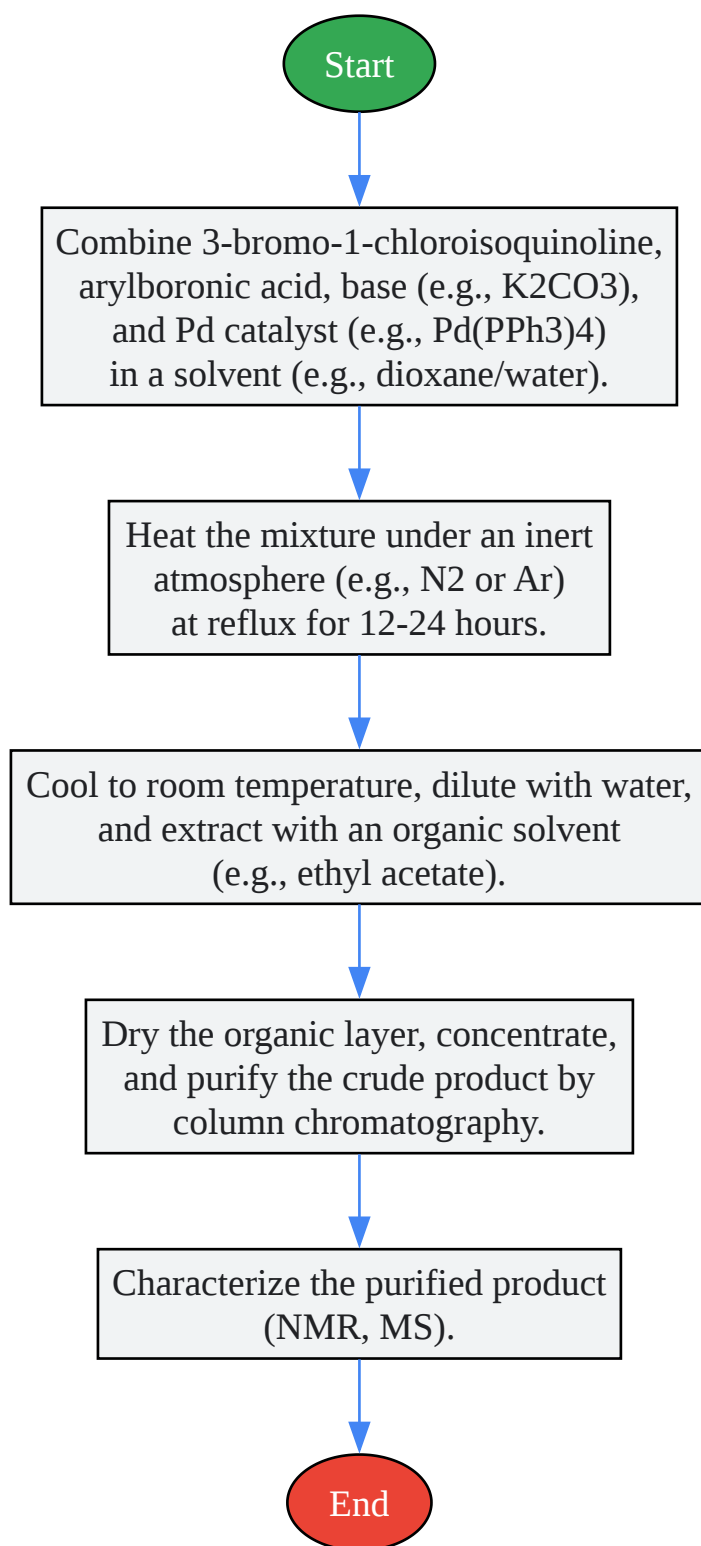 Start
Combine 3-bromo-1-chloroisoquinoline,
arylboronic acid, base (e.g., K2CO3),
and Pd catalyst (e.g., Pd(PPh3)4)
in a solvent (e.g., dioxane/water).
Heat the mixture under an inert
atmosphere (e.g., N2 or Ar)
at reflux for 12-24 hours.
Cool to room temperature, dilute with water,
and extract with an organic solvent
(e.g., ethyl acetate).
Dry the organic layer, concentrate,
and purify the crude product by
column chromatography.
Characterize the purified product
(NMR, MS).
End